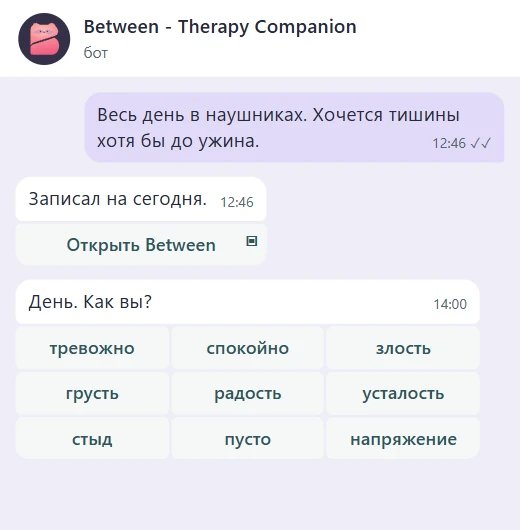 Between - Therapy Companion
бот
Весь день в наушниках. Хочется тишины
хотя бы до ужина. 12:46
Записал на сегодня. 12:46
Открыть Between
День. Как вы? 14:00
тревожно спокойно злость
грусть радость усталость
стыд пусто напряжение